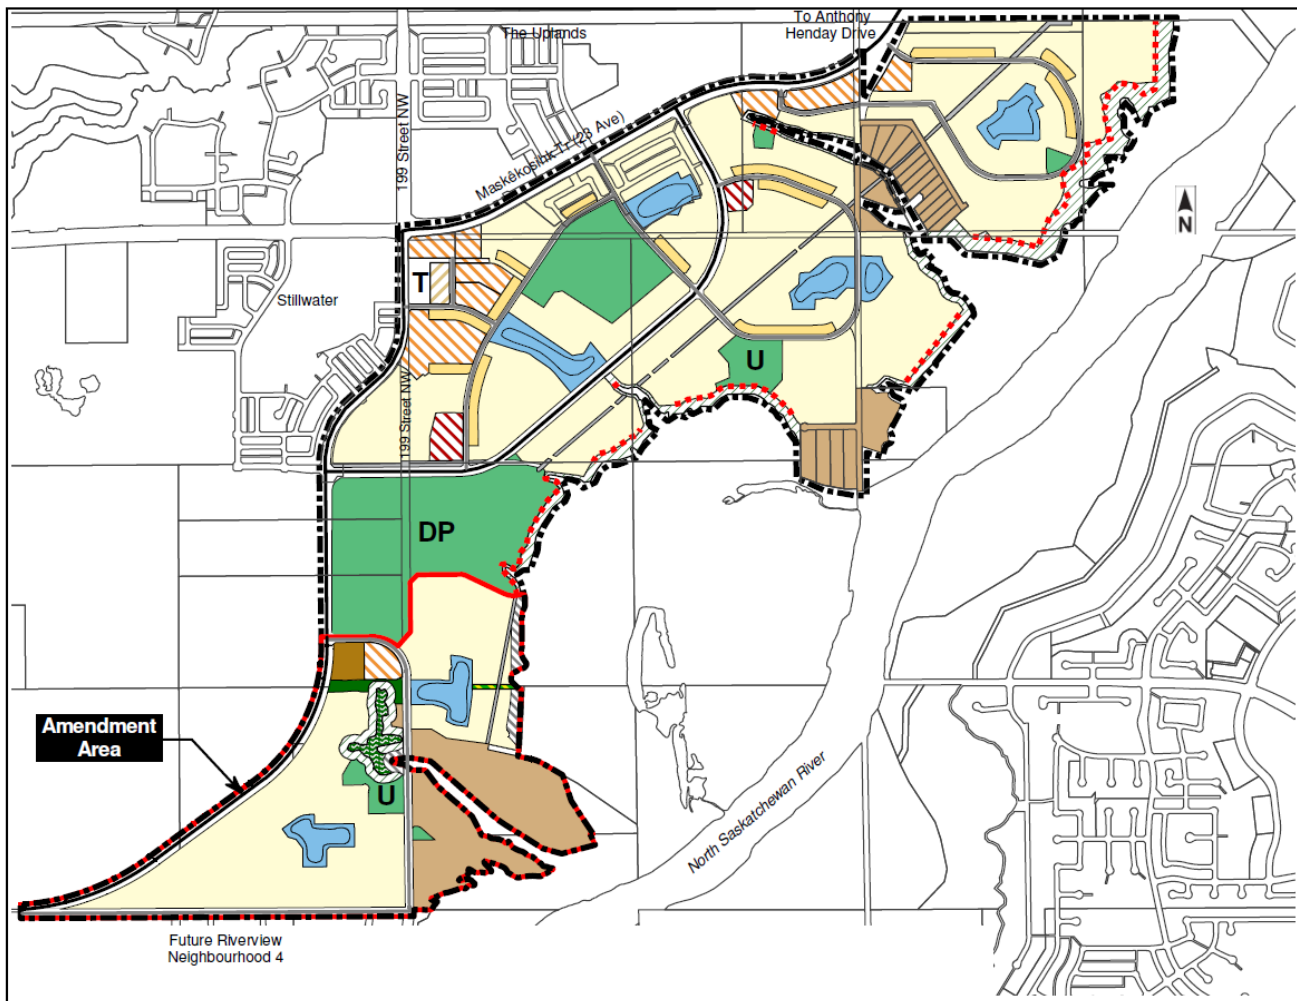 To Anthony
Henday Drive
The Uplands
199 Street NW
Maskêkosihk Tr (23 Ave)
N
T
Stillwater
U
199 Street NW
DP
Amendment
Area
U
North Saskatchewan River
Future Riverview
Neighbourhood 4